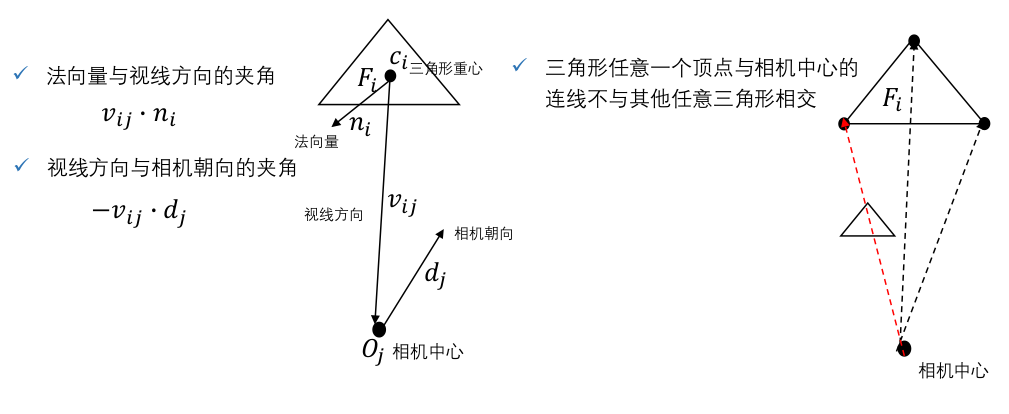 ✓ 法向量与视线方向的夹角
v_{ij} · n_i
✓ 视线方向与相机朝向的夹角
−v_{ij} · d_j
c_i 三角形重心
F_i
n_i
法向量
v_{ij}
视线方向
相机朝向
d_j
O_j 相机中心
✓ 三角形任意一个顶点与相机中心的
连线不与其他任意三角形相交
F_i
相机中心